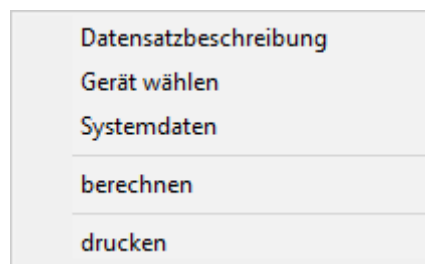 Datensatzbeschreibung
Gerät wählen
Systemdaten
berechnen
drucken